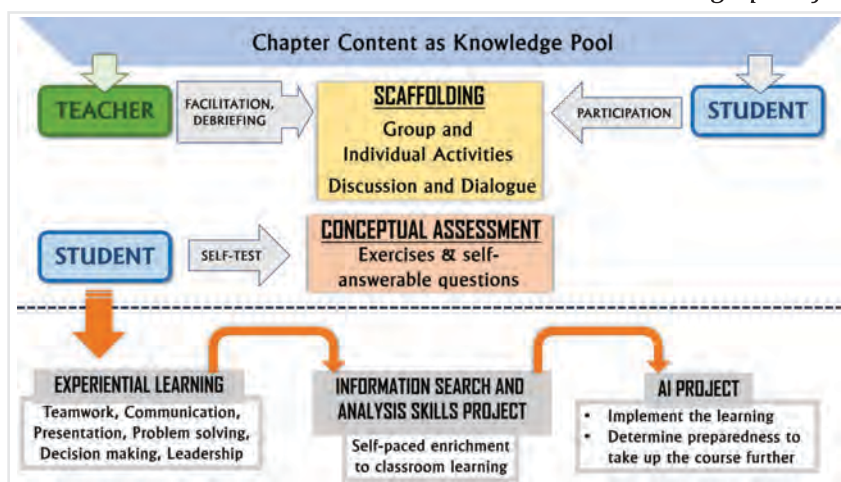 Chapter Content as Knowledge Pool
TEACHER
FACILITATION,
DEBRIEFING
SCAFFOLDING
Group and
Individual Activities
Discussion and Dialogue
PARTICIPATION
STUDENT
STUDENT
SELF-TEST
CONCEPTUAL ASSESSMENT
Exercises & self-
answerable questions
EXPERIENTIAL LEARNING
Teamwork, Communication,
Presentation, Problem solving,
Decision making, Leadership
INFORMATION SEARCH AND
ANALYSIS SKILLS PROJECT
Self-paced enrichment
to classroom learning
AI PROJECT
• Implement the learning
• Determine preparedness to
take up the course further